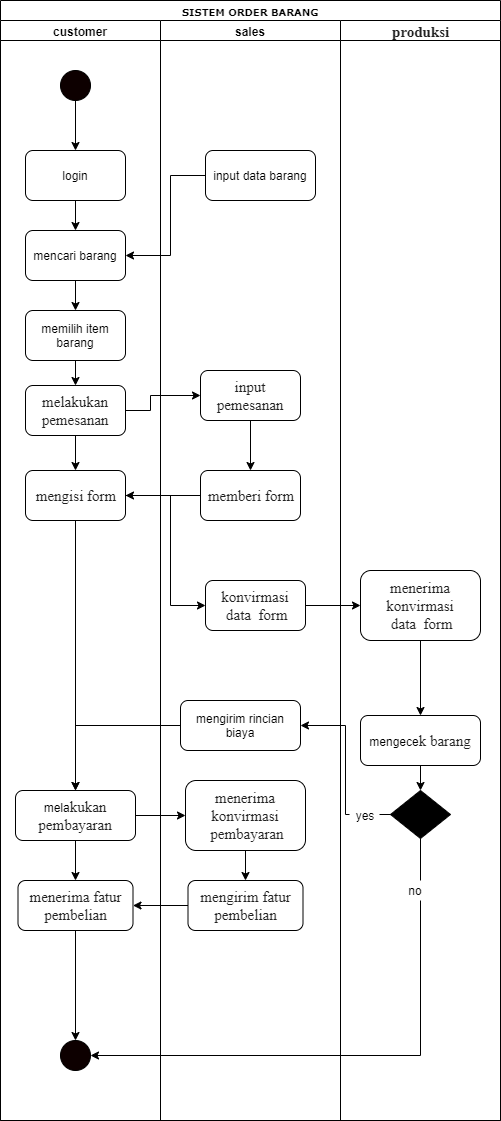 SISTEM ORDER BARANG
customer
sales
produksi
login
input data barang
mencari barang
memilih item
barang
melakukan
pemesanan
input
pemesanan
mengisi form
memberi form
konvirmasi
data form
menerima
konvirmasi
data form
mengirim rincian
biaya
mengecek barang
melakukan
pembayaran
menerima
konvirmasi
pembayaran
yes
no
menerima fatur
pembelian
mengirim fatur
pembelian